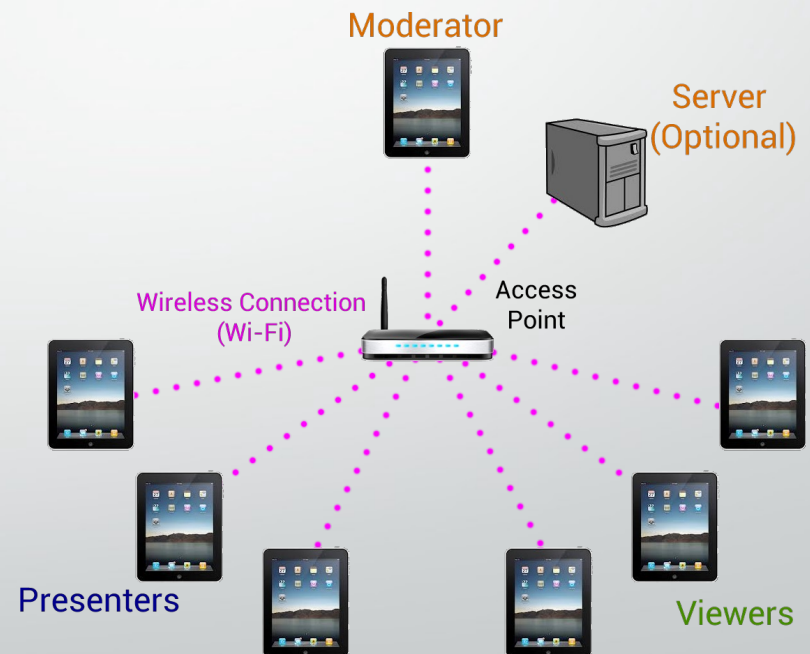 Moderator
Server
(Optional)
Wireless Connection
(Wi-Fi)
Access
Point
Presenters
Viewers